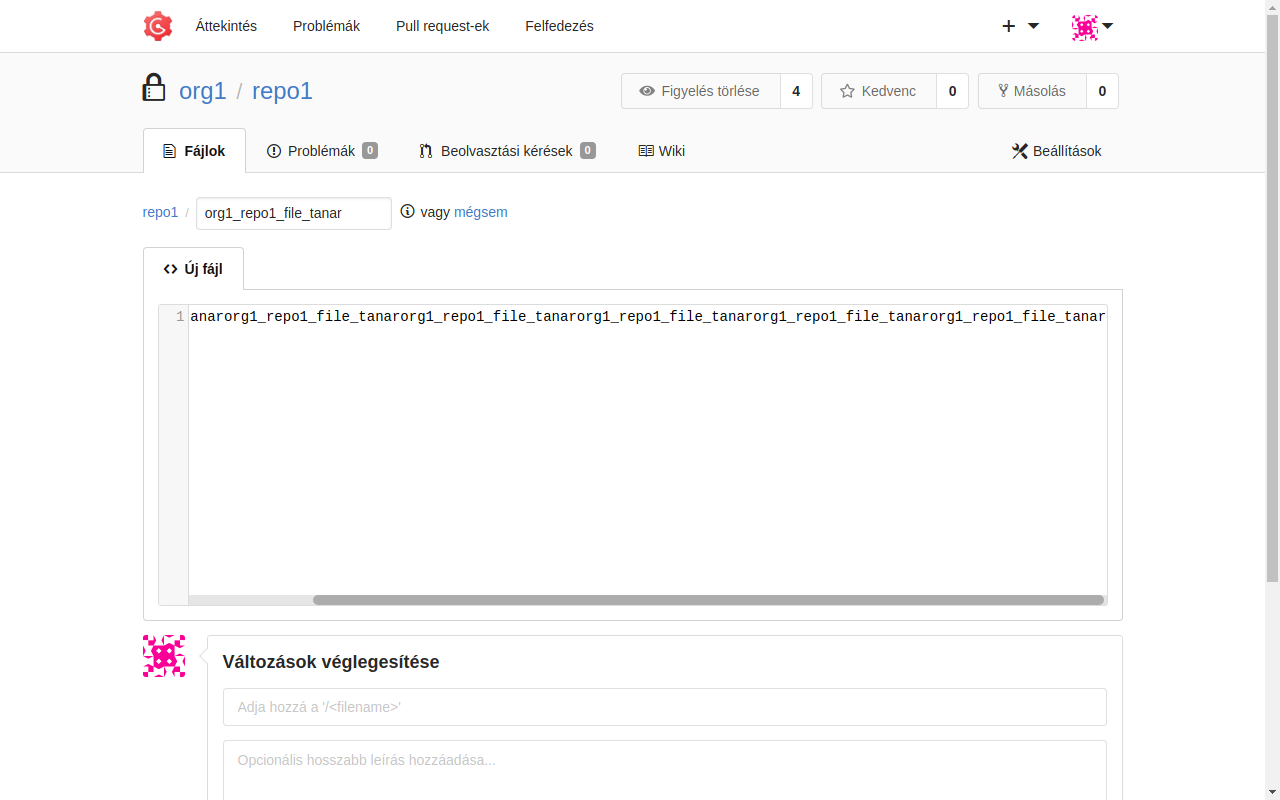 Áttekintés Problémák Pull request-ek Felfedezés
org1 / repo1 Figyelés törlése 4 Kedvenc 0 Másolás 0
Fájlok Problémák 0 Beolvasztási kérések 0 Wiki Beállítások
repo1 / org1_repo1_file_tanar vagy mégsem
Új fájl
1 anarorg1_repo1_file_tanarorg1_repo1_file_tanarorg1_repo1_file_tanarorg1_repo1_file_tanarorg1_repo1_file_tanar
Változások véglegesítése
Adja hozzá a '/<filename>'
Opcionális hosszabb leírás hozzáadása...